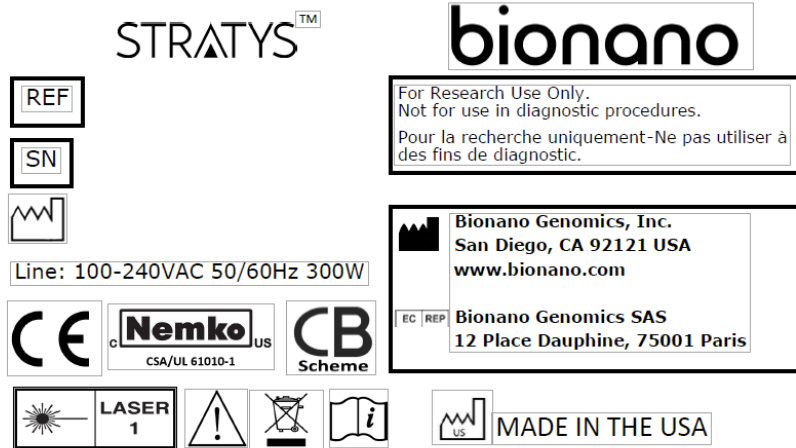 STRATYS™
bionano
REF
For Research Use Only.
Not for use in diagnostic procedures.
Pour la recherche uniquement-Ne pas utiliser à
des fins de diagnostic.
SN
Bionano Genomics, Inc.
San Diego, CA 92121 USA
www.bionano.com
Line: 100-240VAC 50/60Hz 300W
EC REP
Bionano Genomics SAS
12 Place Dauphine, 75001 Paris
CE
c Nemko us
CSA/UL 61010-1
CB
Scheme
LASER
1
i
US
MADE IN THE USA